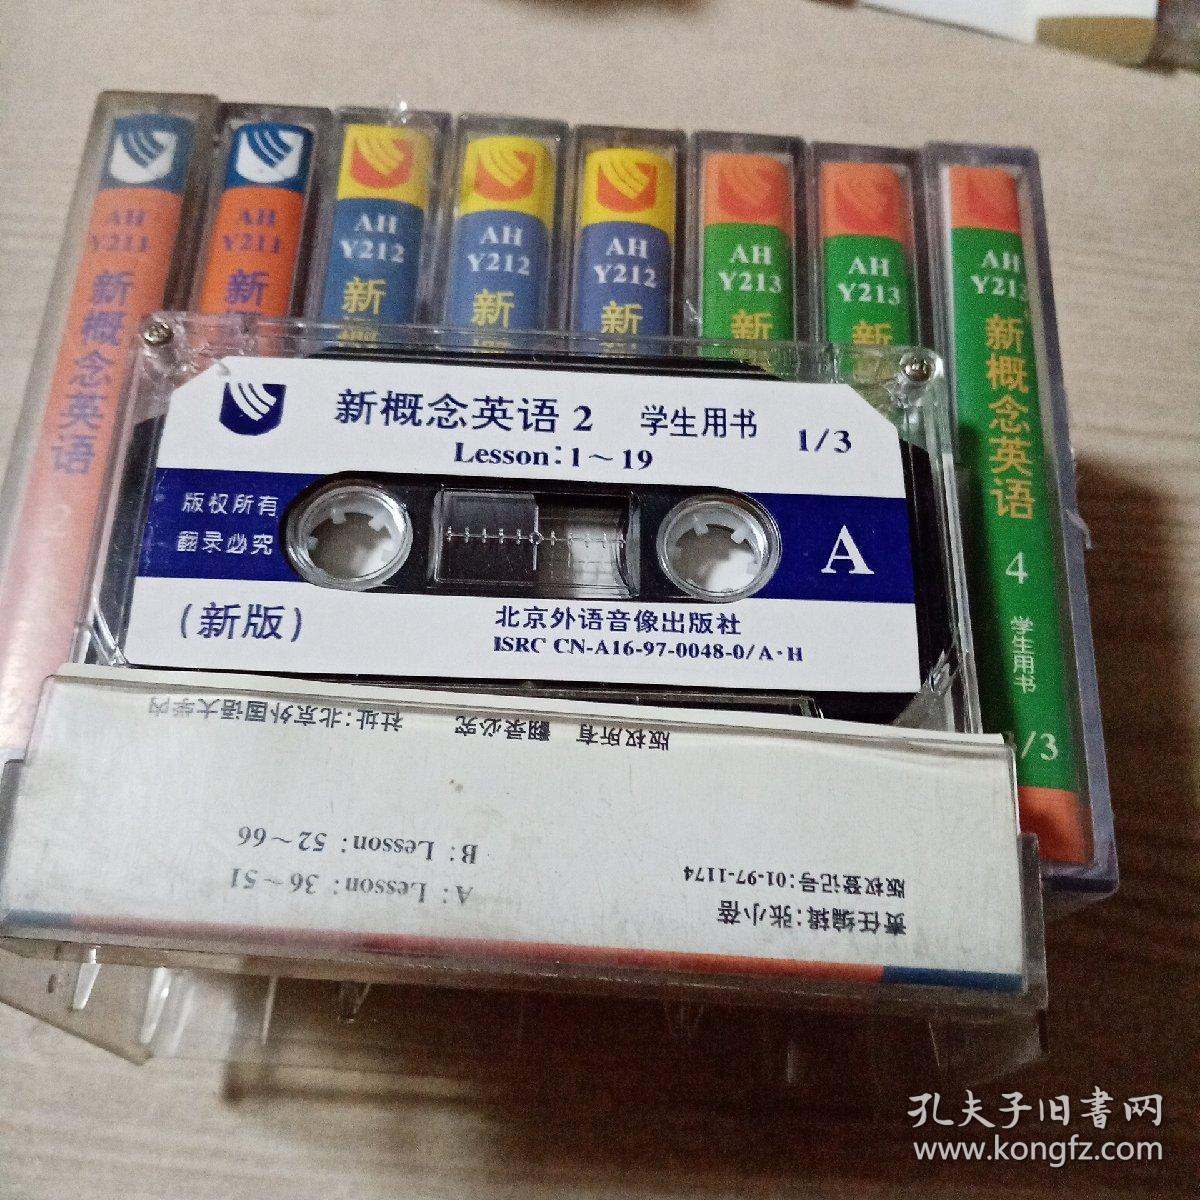 AH
Y211
新概念英语
AH
Y211
新
AH
Y212
新
AH
Y212
新
AH
Y212
新
AH
Y213
新
AH
Y213
新
AH
Y213
新概念英语
4
学生用书
1/3
新概念英语 2 学生用书 1/3
Lesson:1~19
版权所有
翻录必究
A
(新版)
北京外语音像出版社
ISRC CN-A16-97-0048-0/A·H
责任编辑:张小蓓
版权登记号:01-97-1174
A: Lesson: 36~51
B: Lesson: 52~66
版权所有 翻录必究 社址:北京外国语大学内
孔夫子旧書网
www.kongfz.com